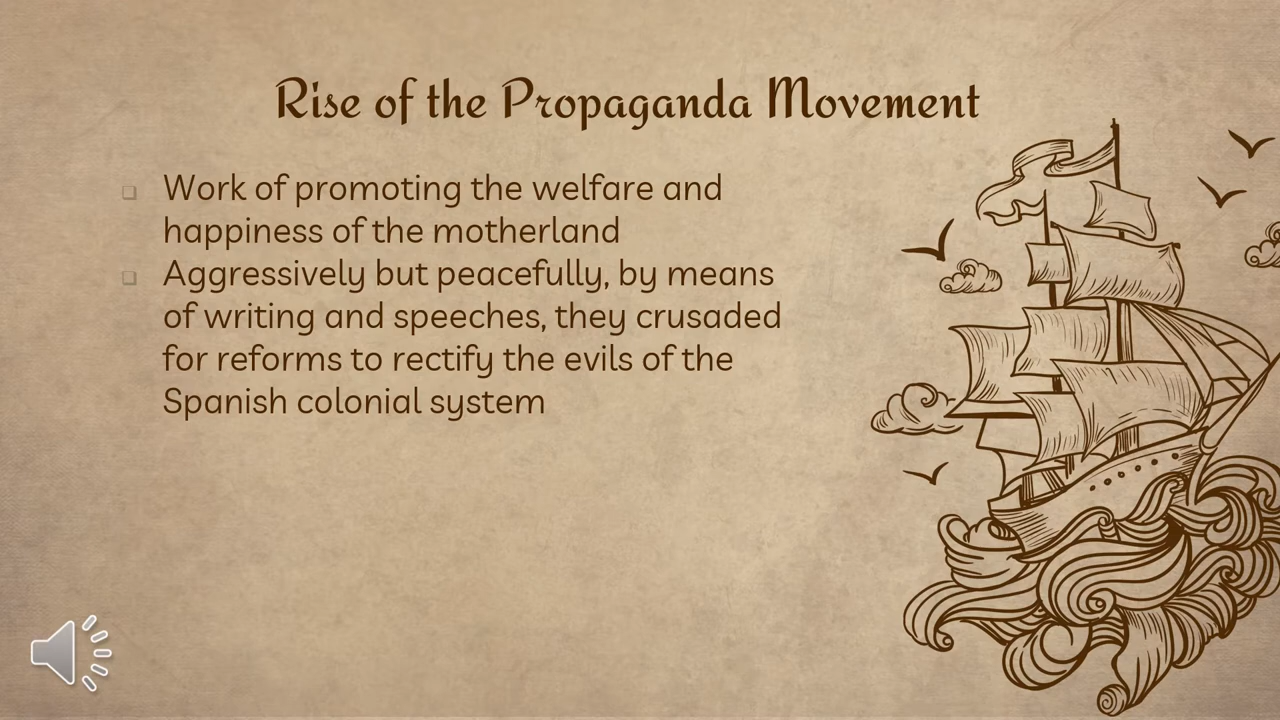 Rise of the Propaganda Movement
Work of promoting the welfare and
happiness of the motherland
Aggressively but peacefully, by means
of writing and speeches, they crusaded
for reforms to rectify the evils of the
Spanish colonial system